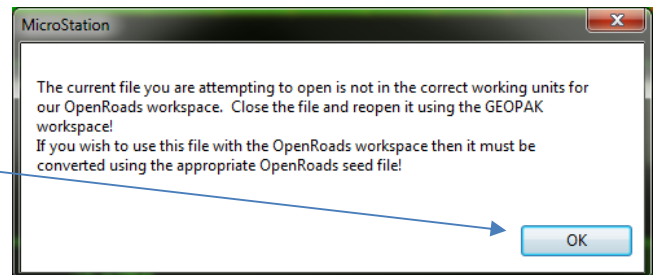 MicroStation
The current file you are attempting to open is not in the correct working units for
our OpenRoads workspace. Close the file and reopen it using the GEOPAK
workspace!
If you wish to use this file with the OpenRoads workspace then it must be
converted using the appropriate OpenRoads seed file!
OK